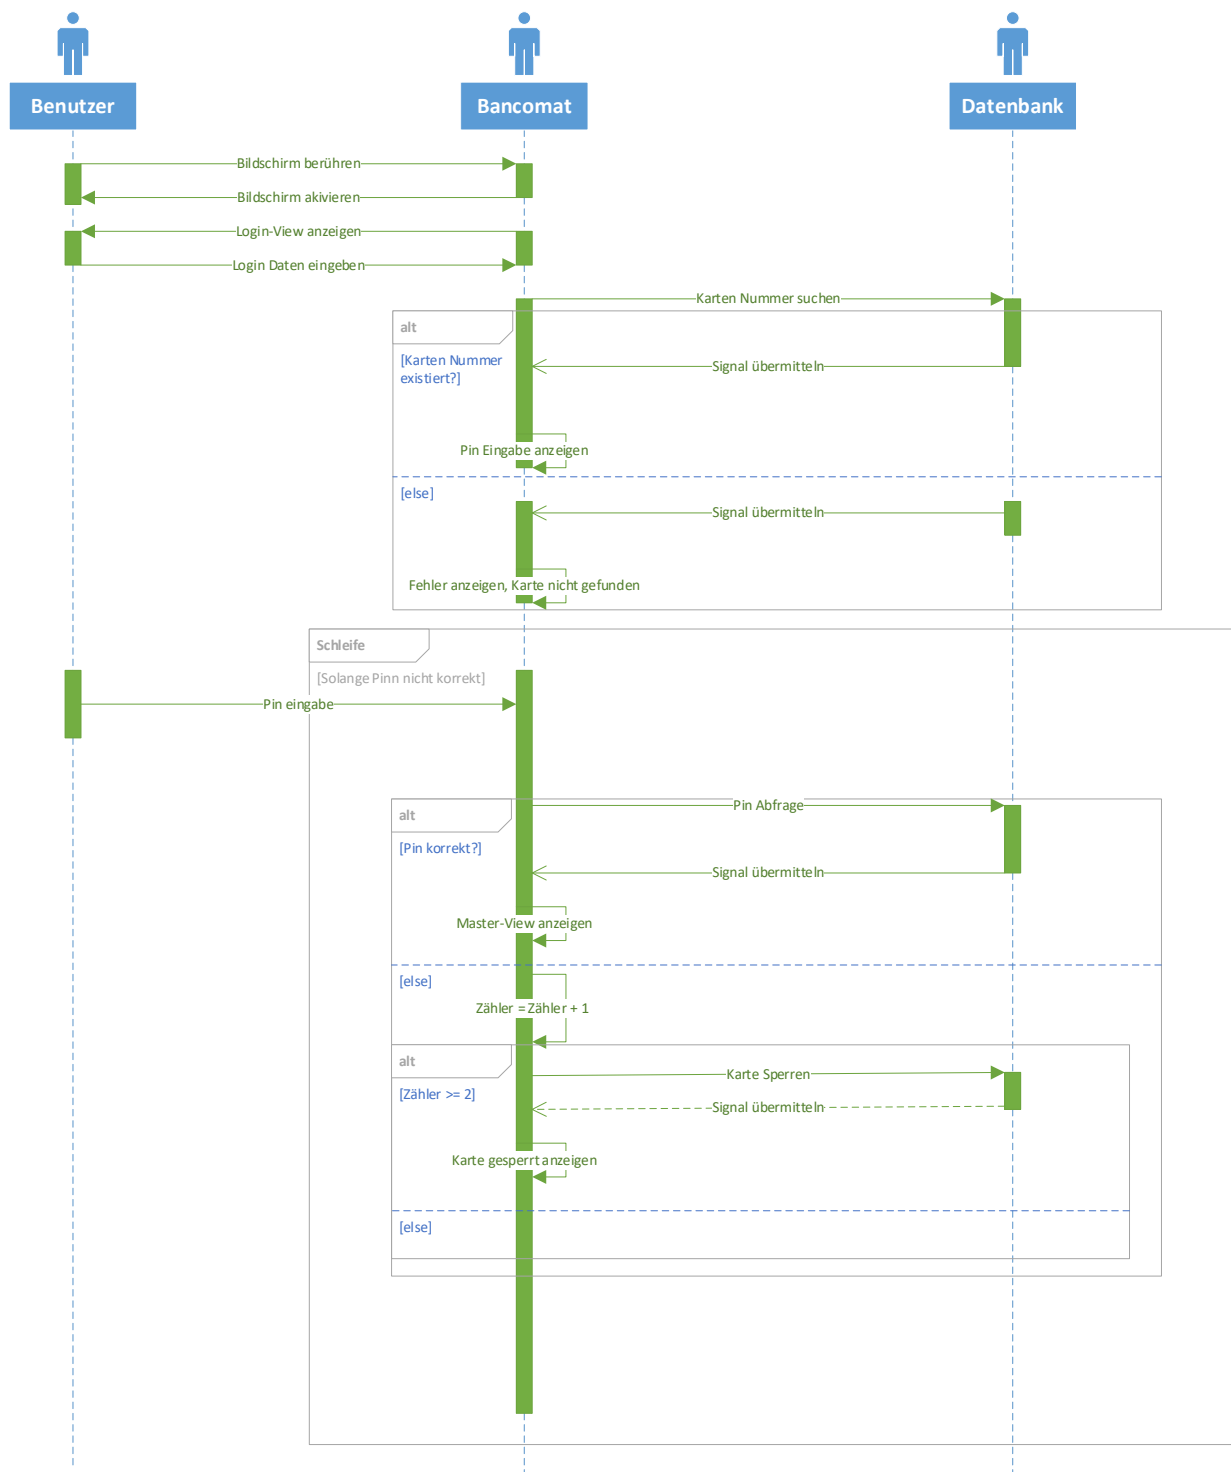 Benutzer
Bancomat
Datenbank
Bildschirm berühren
Bildschirm akivieren
Login-View anzeigen
Login Daten eingeben
Karten Nummer suchen
alt
[Karten Nummer
existiert?]
Signal übermitteln
Pin Eingabe anzeigen
[else]
Signal übermitteln
Fehler anzeigen, Karte nicht gefunden
Schleife
[Solange Pinn nicht korrekt]
Pin eingabe
Pin Abfrage
alt
[Pin korrekt?]
Signal übermitteln
Master-View anzeigen
[else]
Zähler = Zähler + 1
alt
Karte Sperren
[Zähler >= 2]
Signal übermitteln
Karte gesperrt anzeigen
[else]